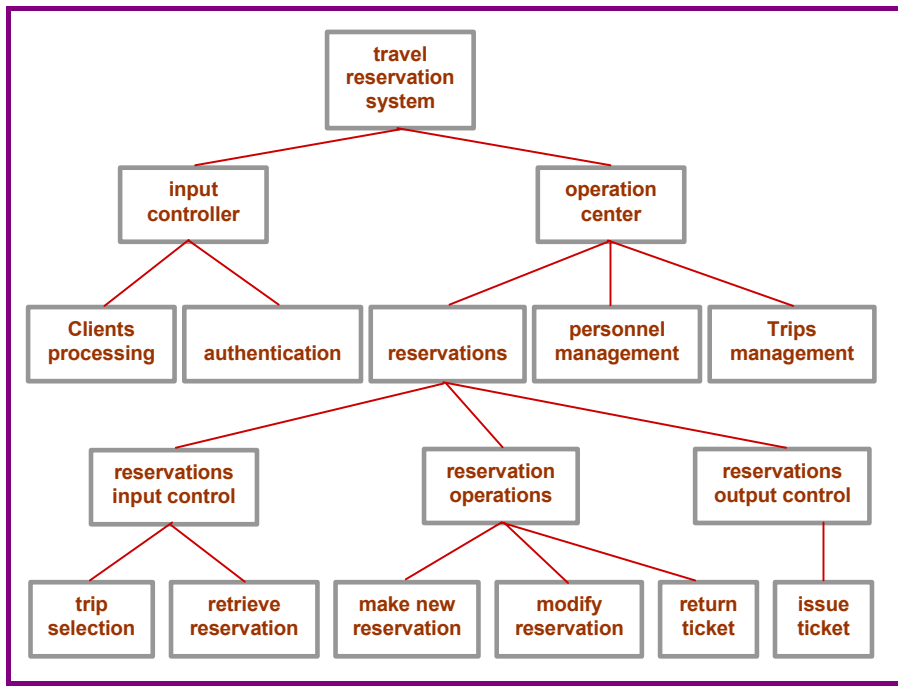 travel
reservation
system
input
controller
operation
center
Clients
processing
authentication
reservations
personnel
management
Trips
management
reservations
input control
reservation
operations
reservations
output control
trip
selection
retrieve
reservation
make new
reservation
modify
reservation
return
ticket
issue
ticket